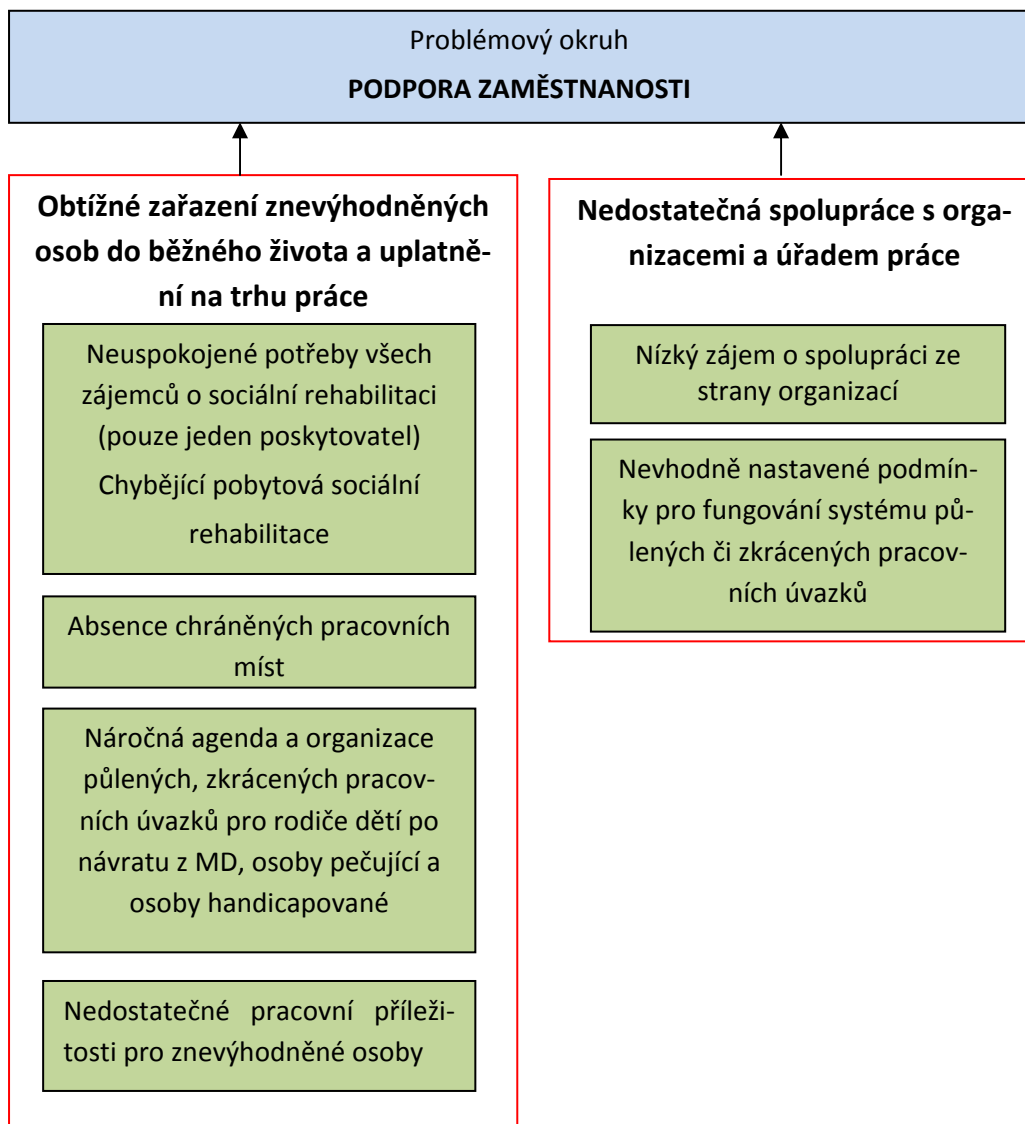 Problémový okruh
PODPORA ZAMĚSTNANOSTI
Obtížné zařazení znevýhodněných
osob do běžného života a uplatně-
ní na trhu práce
Neuspokojené potřeby všech
zájemců o sociální rehabilitaci
(pouze jeden poskytovatel)
Chybějící pobytová sociální
rehabilitace
Absence chráněných pracovních
míst
Náročná agenda a organizace
půlených, zkrácených pracov-
ních úvazků pro rodiče dětí po
návratu z MD, osoby pečující a
osoby handicapované
Nedostatečné pracovní příleži-
tosti pro znevýhodněné osoby
Nedostatečná spolupráce s orga-
nizacemi a úřadem práce
Nízký zájem o spolupráci ze
strany organizací
Nevhodně nastavené podmín-
ky pro fungování systému pů-
lených či zkrácených pracov-
ních úvazků